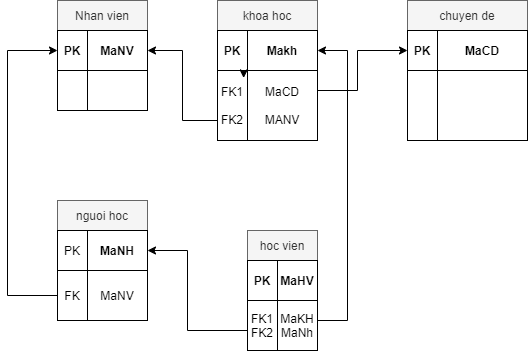 Nhan vien
PK MaNV
khoa hoc
PK Makh
FK1 MaCD
FK2 MANV
chuyen de
PK MaCD
nguoi hoc
PK MaNH
FK MaNV
hoc vien
PK MaHV
FK1 MaKH
FK2 MaNh